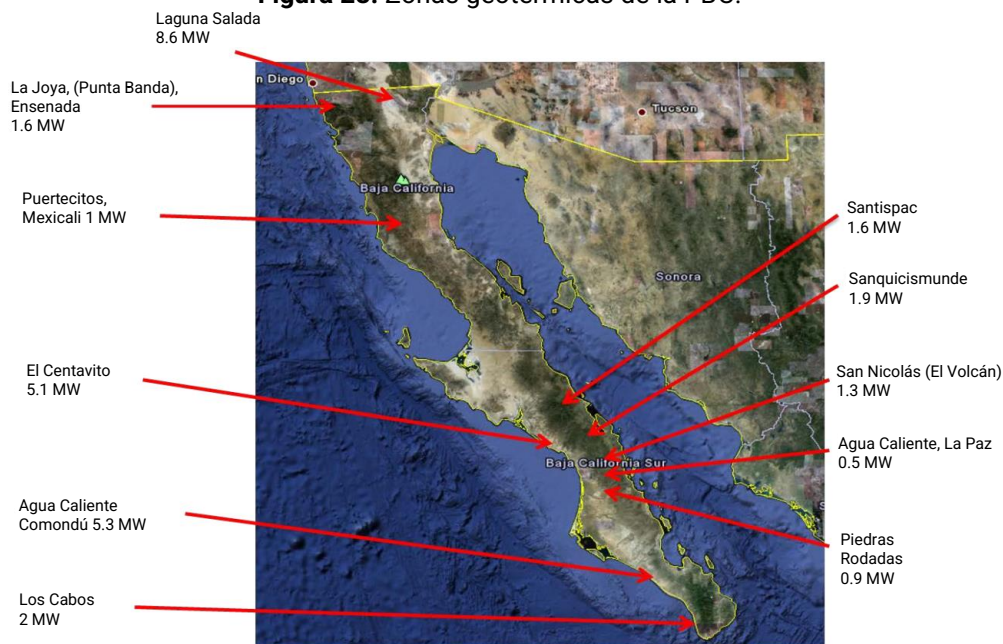 Laguna Salada
8.6 MW
La Joya, (Punta Banda),
Ensenada
1.6 MW
Puertecitos,
Mexicali 1 MW
El Centavito
5.1 MW
Agua Caliente
Comondú 5.3 MW
Los Cabos
2 MW
n Diego
Tucson
Baja California
Sonora
Baja California Sur
Santispac
1.6 MW
Sanquicismunde
1.9 MW
San Nicolás (El Volcán)
1.3 MW
Agua Caliente, La Paz
0.5 MW
Piedras
Rodadas
0.9 MW